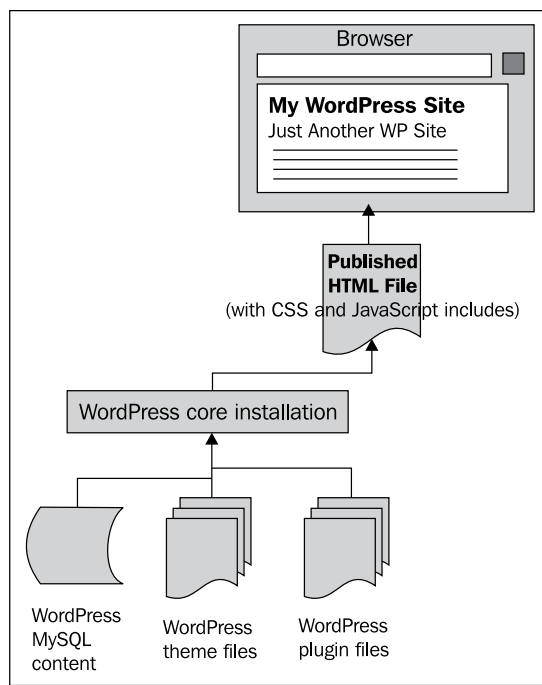 Browser
My WordPress Site
Just Another WP Site
Published
HTML File
(with CSS and JavaScript includes)
WordPress core installation
WordPress
MySQL
content
WordPress
theme files
WordPress
plugin files